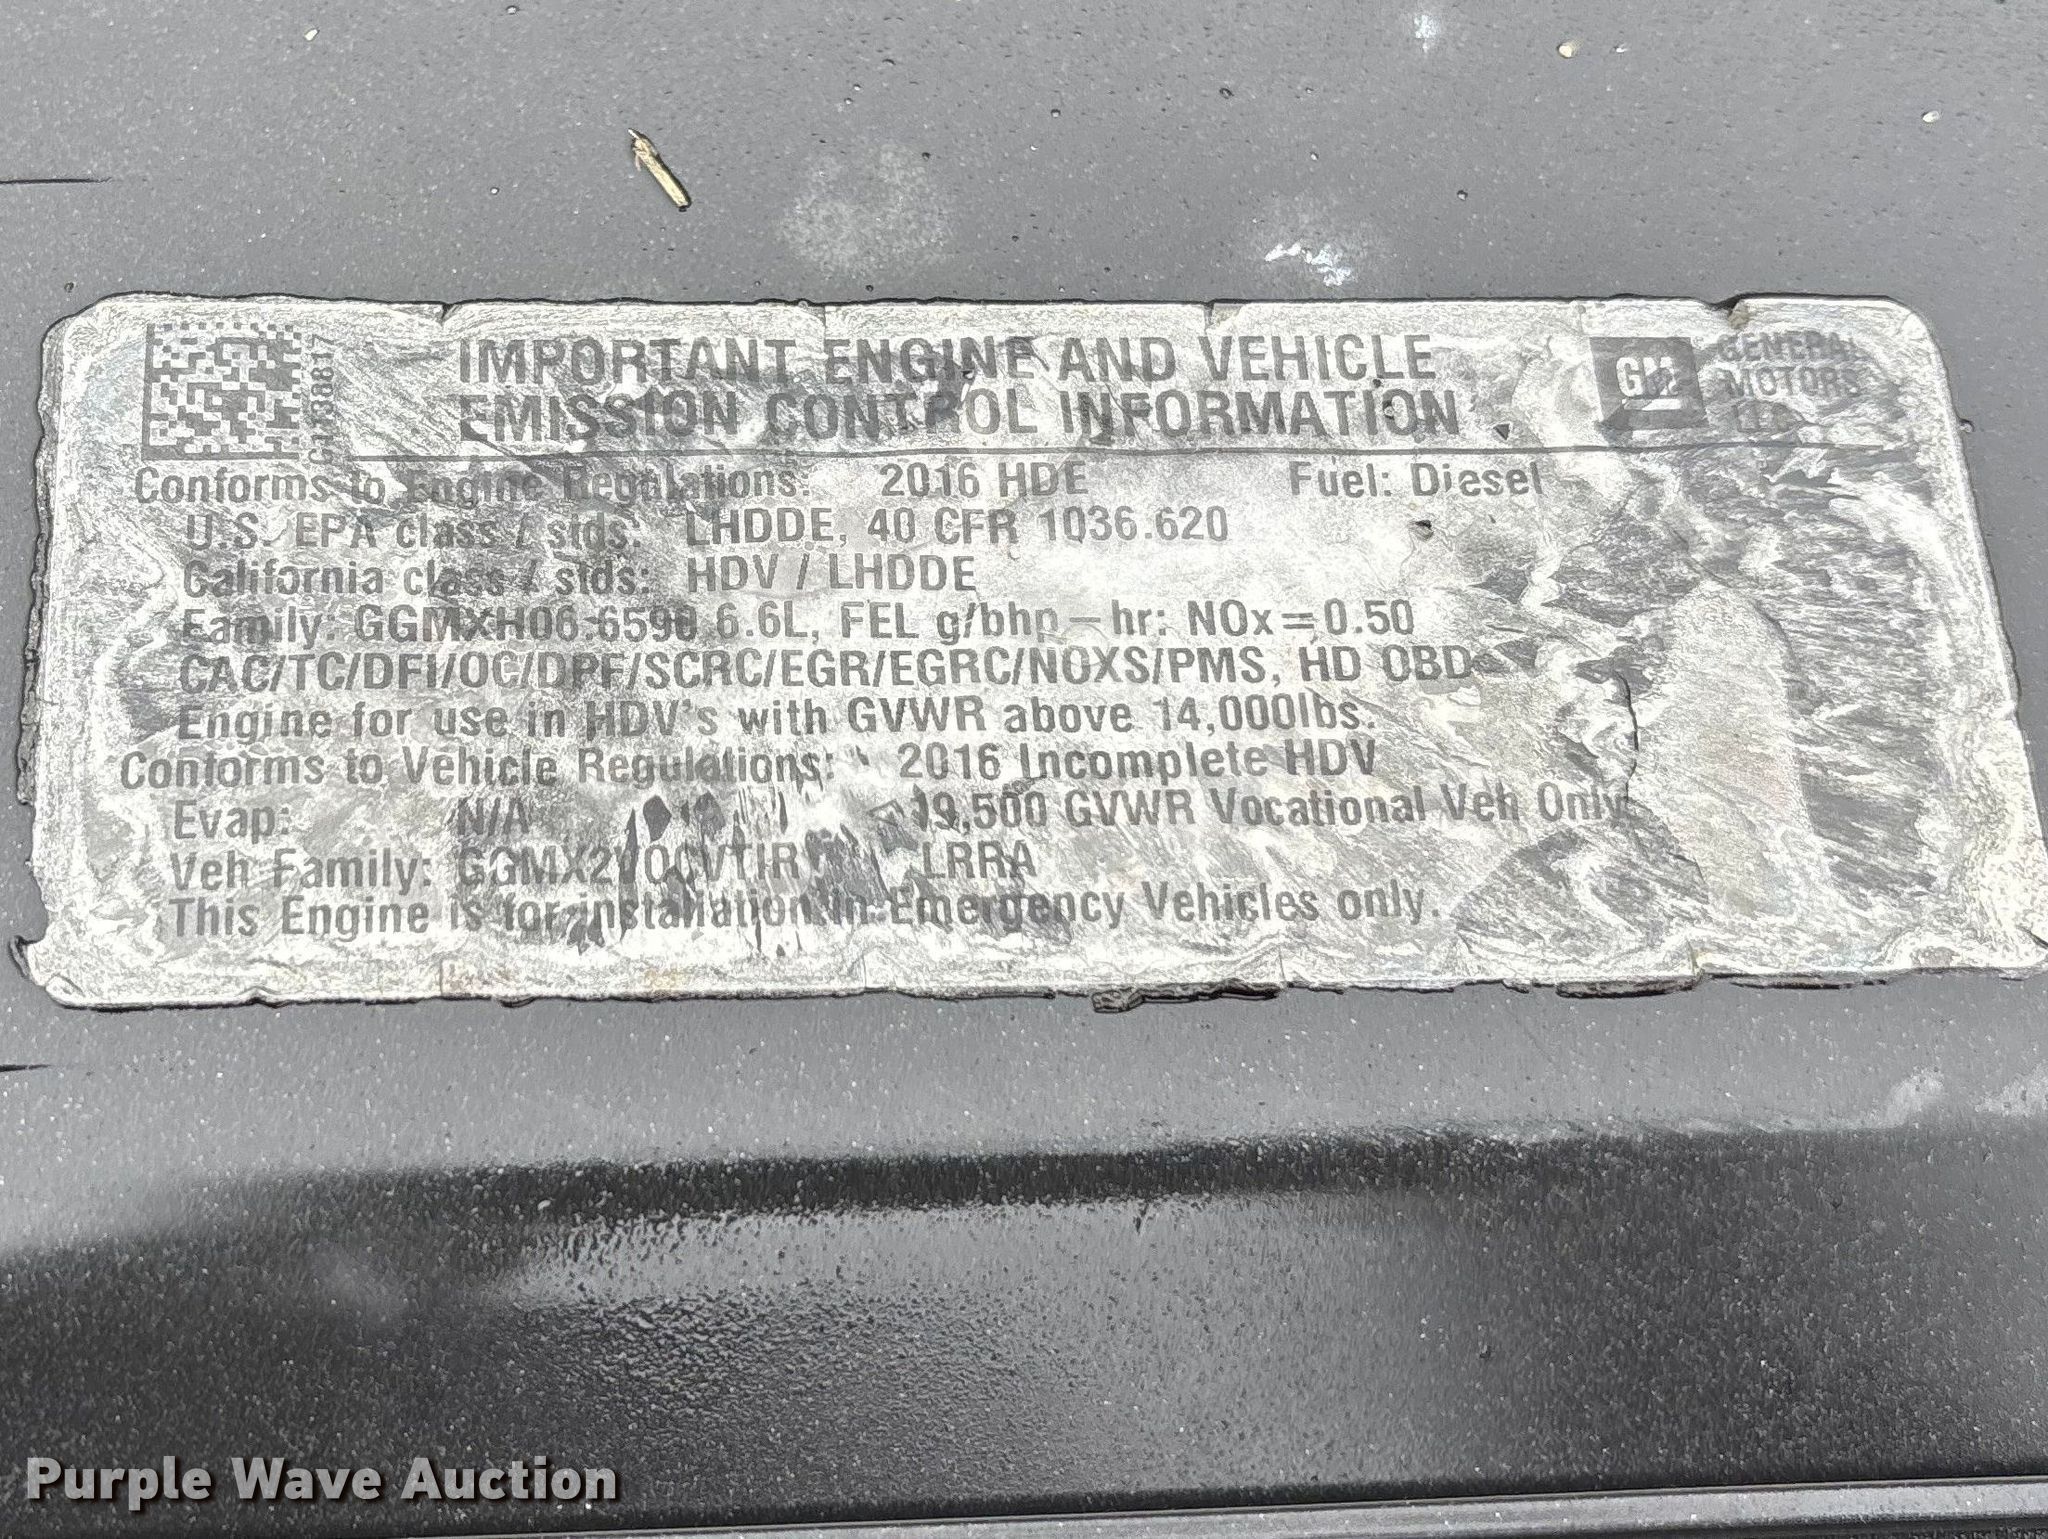 IMPORTANT ENGINE AND VEHICLE
EMISSION CONTROL INFORMATION
GM
GENERAL
MOTORS
LLC
Conforms to Engine Regulations: 2016 HDE Fuel: Diesel
U.S. EPA class / stds: LHDDE, 40 CFR 1036.620
California class / stds: HDV / LHDDE
Family: GGMXH06.6590 6.6L, FEL g/bhp-hr: NOx=0.50
CAC/TC/DFI/OC/DPF/SCRC/EGR/EGRC/NOXS/PMS, HD OBD
Engine for use in HDV's with GVWR above 14,000lbs.
Conforms to Vehicle Regulations: 2016 Incomplete HDV
Evap: N/A 19,500 GVWR Vocational Veh Only
Veh Family: GGMX2VOCVTIR LRRA
This Engine is for installation in Emergency Vehicles only.
Purple Wave Auction